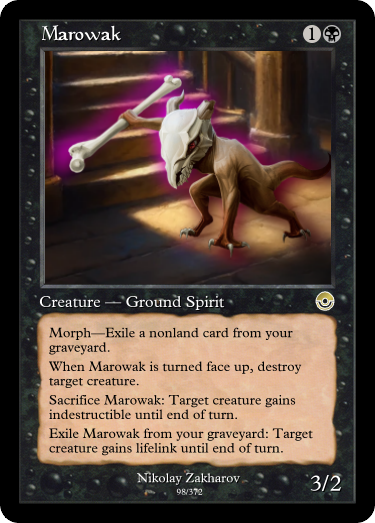 Marowak
1
Creature — Ground Spirit
Morph—Exile a nonland card from your
graveyard.
When Marowak is turned face up, destroy
target creature.
Sacrifice Marowak: Target creature gains
indestructible until end of turn.
Exile Marowak from your graveyard: Target
creature gains lifelink until end of turn.
Nikolay Zakharov
98/372
3/2